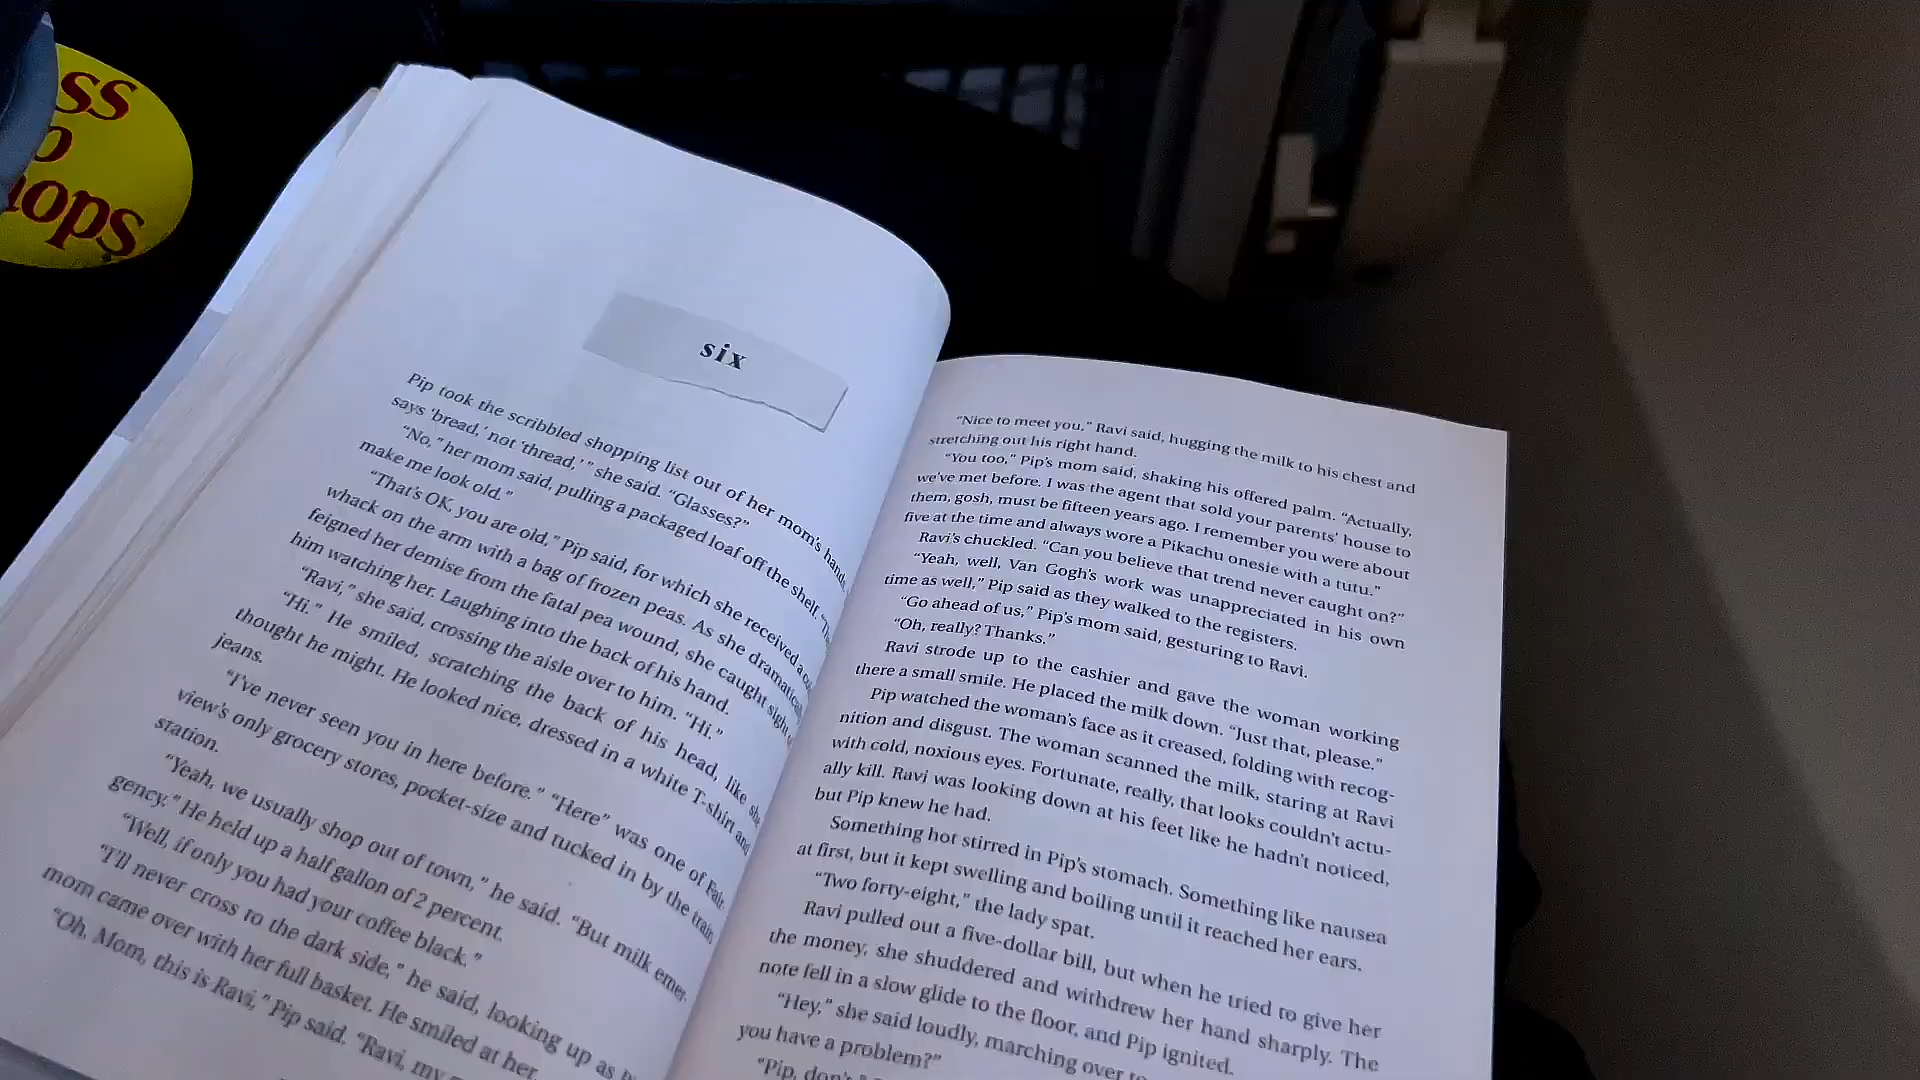 ss
hops
six
Pip took the scribbled shopping list out of her mom's hands.
says 'bread,' not 'thread,'" she said. "Glasses?"
"No," her mom said, pulling a packaged loaf off the shelf.
make me look old."
"That's OK, you are old," Pip said, for which she received a
whack on the arm with a bag of frozen peas. As she dramatically
feigned her demise from the fatal pea wound, she caught sight of
him watching her. Laughing into the back of his hand.
"Ravi," she said, crossing the aisle over to him. "Hi."
"Hi." He smiled, scratching the back of his head, like she
thought he might. He looked nice, dressed in a white T-shirt and
jeans.
"I've never seen you in here before." "Here" was one of Fair-
view's only grocery stores, pocket-size and tucked in by the train
station.
"Yeah, we usually shop out of town," he said. "But milk emer-
gency." He held up a half gallon of 2 percent.
"Well, if only you had your coffee black."
"I'll never cross to the dark side," he said, looking up as
mom came over with her full basket. He smiled at her.
"Oh, Mom, this is Ravi," Pip said. "Ravi, my
"Nice to meet you," Ravi said, hugging the milk to his chest and
stretching out his right hand.
"You too," Pip's mom said, shaking his offered palm. "Actually,
we've met before. I was the agent that sold your parents' house to
them, gosh, must be fifteen years ago. I remember you were about
five at the time and always wore a Pikachu onesie with a tutu."
Ravi's chuckled. "Can you believe that trend never caught on?"
"Yeah, well, Van Gogh's work was unappreciated in his own
time as well," Pip said as they walked to the registers.
"Go ahead of us," Pip's mom said, gesturing to Ravi.
"Oh, really? Thanks."
Ravi strode up to the cashier and gave the woman working
there a small smile. He placed the milk down. "Just that, please."
Pip watched the woman's face as it creased, folding with recog-
nition and disgust. The woman scanned the milk, staring at Ravi
with cold, noxious eyes. Fortunate, really, that looks couldn't actu-
ally kill. Ravi was looking down at his feet like he hadn't noticed,
but Pip knew he had.
Something hot stirred in Pip's stomach. Something like nausea
at first, but it kept swelling and boiling until it reached her ears.
"Two forty-eight," the lady spat.
Ravi pulled out a five-dollar bill, but when he tried to give her
the money, she shuddered and withdrew her hand sharply. The
note fell in a slow glide to the floor, and Pip ignited.
"Hey," she said loudly, marching over to
you have a problem?"
"Pip, don't,"